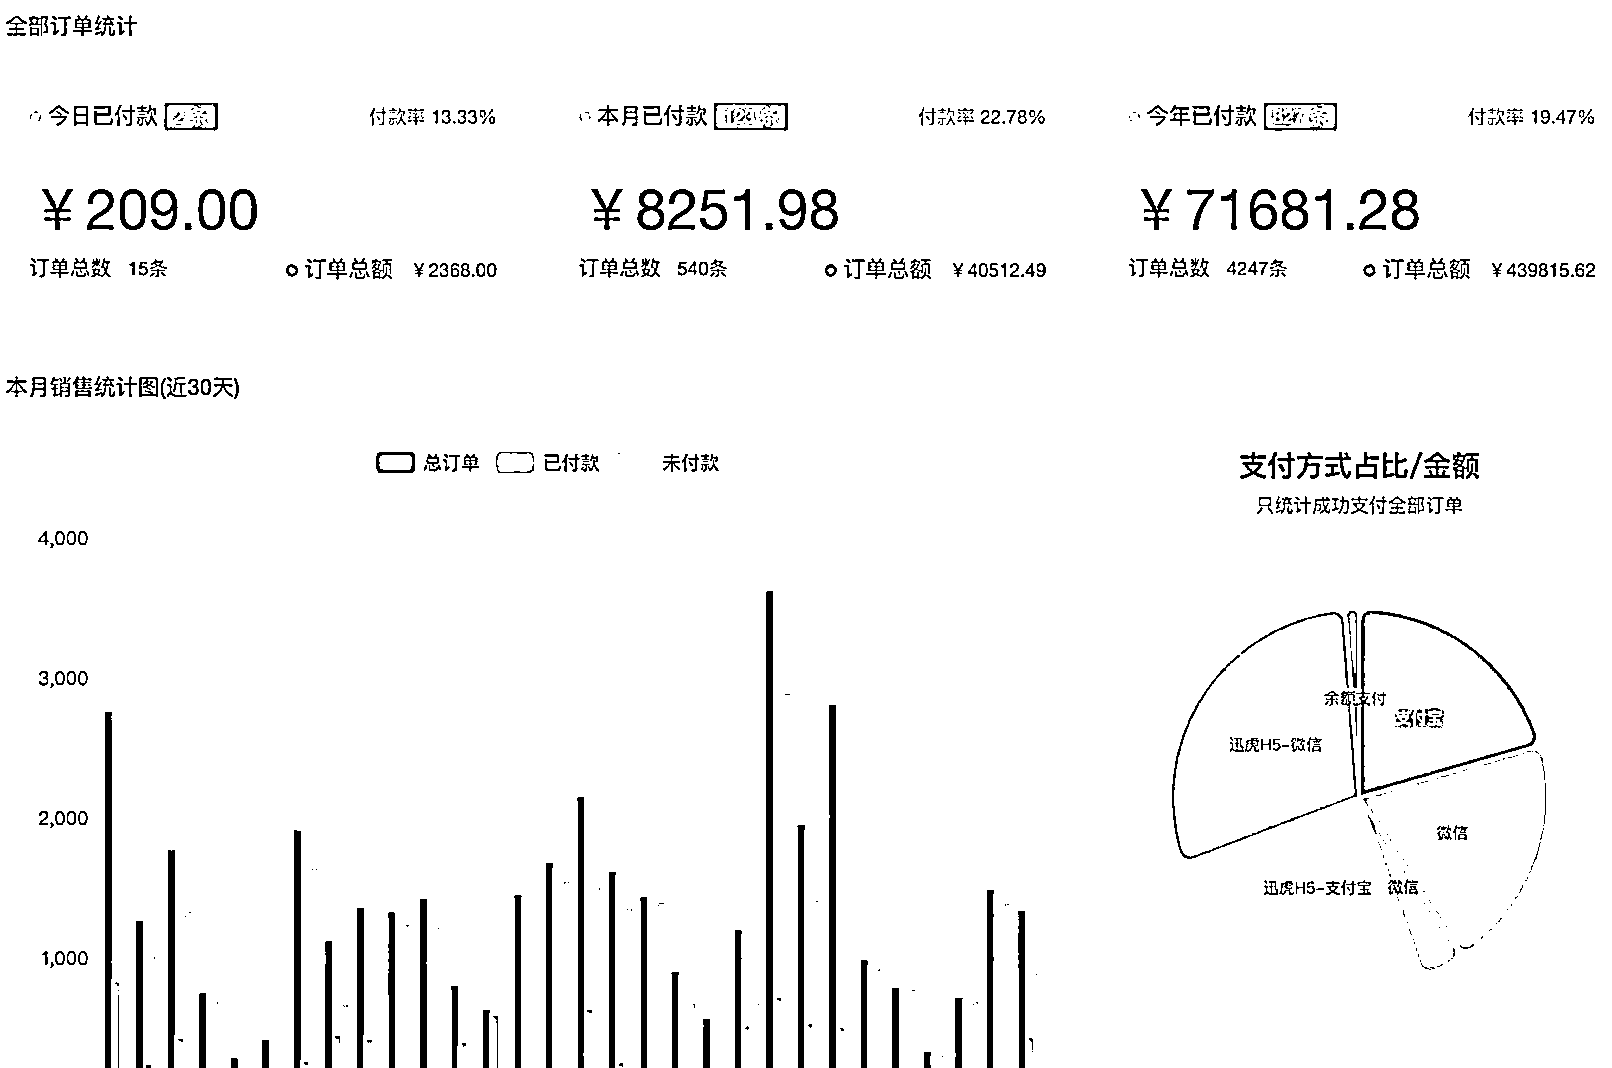 全部订单统计
今日已付款 2条 付款率 13.33%
本月已付款 123条 付款率 22.78%
今年已付款 827条 付款率 19.47%
¥209.00
¥8251.98
¥71681.28
订单总数 15条 订单总额 ¥2368.00
订单总数 540条 订单总额 ¥40512.49
订单总数 4247条 订单总额 ¥439815.62
本月销售统计图(近30天)
总订单 已付款 未付款
支付方式占比/金额
只统计成功支付全部订单
4,000
3,000
2,000
1,000
余额支付
支付宝
迅虎H5-微信
微信
迅虎H5-支付宝
微信